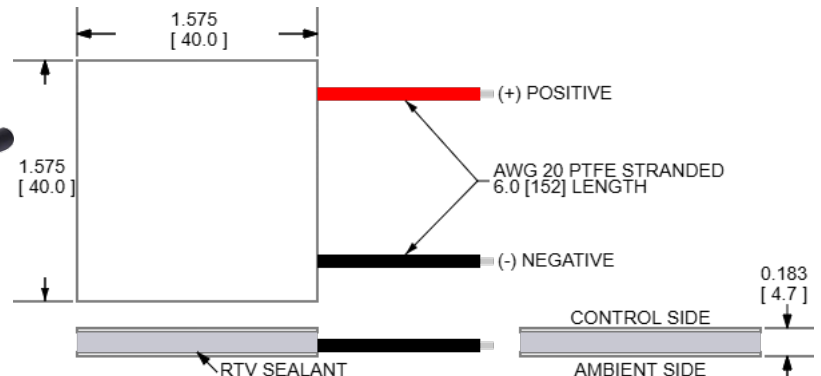 1.575
[ 40.0 ]
(+) POSITIVE
1.575
[ 40.0 ]
AWG 20 PTFE STRANDED
6.0 [152] LENGTH
(-) NEGATIVE
0.183
[ 4.7 ]
CONTROL SIDE
RTV SEALANT
AMBIENT SIDE